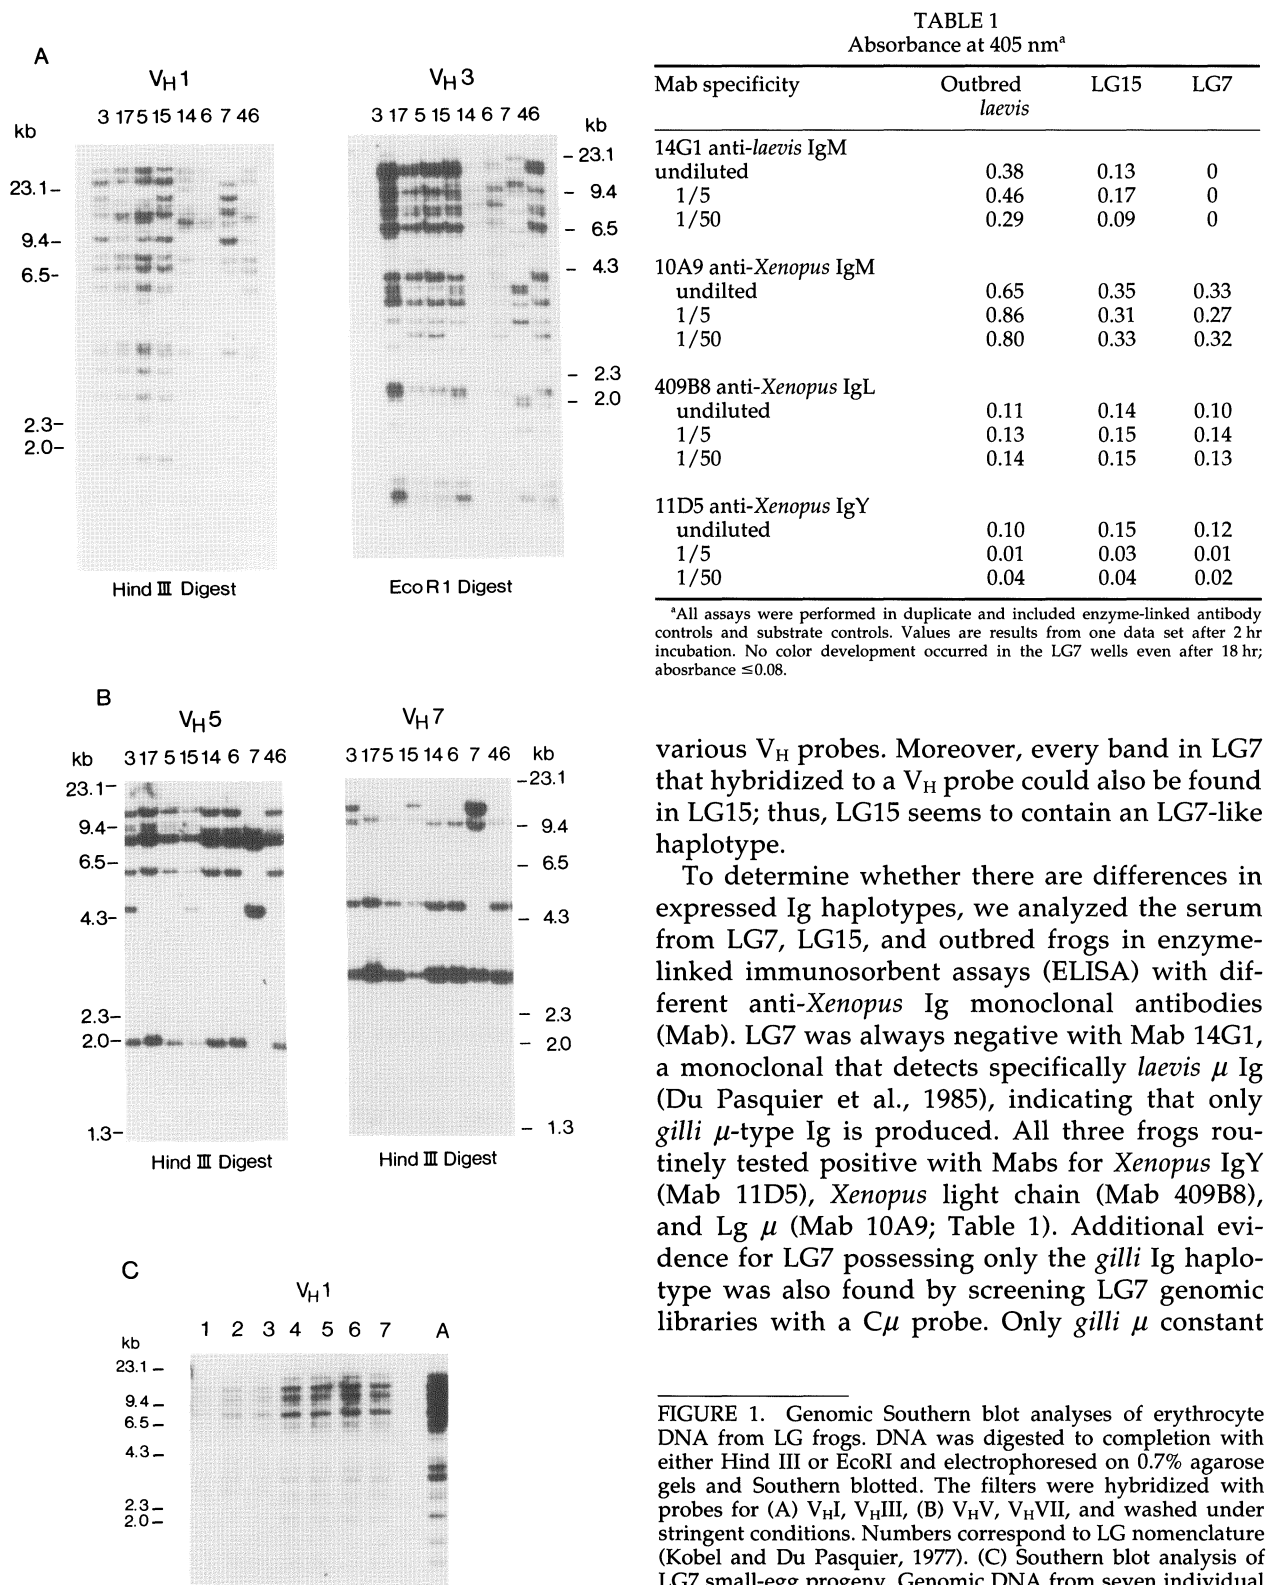 A
V_H1
3 17 5 15 14 6 7 46
kb
23.1–
9.4–
6.5-
2.3–
2.0–
Hind III Digest
V_H3
3 17 5 15 14 6 7 46
kb
– 23.1
– 9.4
– 6.5
– 4.3
– 2.3
– 2.0
EcoR1 Digest
B
V_H5
kb
3 17 5 15 14 6 7 46
23.1–
9.4–
6.5–
4.3–
2.3–
2.0–
1.3–
Hind III Digest
V_H7
3 17 5 15 14 6 7 46
kb
– 23.1
– 9.4
– 6.5
– 4.3
– 2.3
– 2.0
– 1.3
Hind III Digest
C
V_H1
1 2 3 4 5 6 7 A
kb
23.1 –
9.4 –
6.5 –
4.3 –
2.3 –
2.0 –
TABLE 1
Absorbance at 405 nm^a
Mab specificity Outbred LG15 LG7
laevis
14G1 anti-laevis IgM
undiluted 0.38 0.13 0
1/5 0.46 0.17 0
1/50 0.29 0.09 0
10A9 anti-Xenopus IgM
undilted 0.65 0.35 0.33
1/5 0.86 0.31 0.27
1/50 0.80 0.33 0.32
409B8 anti-Xenopus IgL
undiluted 0.11 0.14 0.10
1/5 0.13 0.15 0.14
1/50 0.14 0.15 0.13
11D5 anti-Xenopus IgY
undiluted 0.10 0.15 0.12
1/5 0.01 0.03 0.01
1/50 0.04 0.04 0.02
^aAll assays were performed in duplicate and included enzyme-linked antibody
controls and substrate controls. Values are results from one data set after 2 hr
incubation. No color development occurred in the LG7 wells even after 18 hr;
abosrbance ≤0.08.
various V_H probes. Moreover, every band in LG7
that hybridized to a V_H probe could also be found
in LG15; thus, LG15 seems to contain an LG7-like
haplotype.
To determine whether there are differences in
expressed Ig haplotypes, we analyzed the serum
from LG7, LG15, and outbred frogs in enzyme-
linked immunosorbent assays (ELISA) with dif-
ferent anti-Xenopus Ig monoclonal antibodies
(Mab). LG7 was always negative with Mab 14G1,
a monoclonal that detects specifically laevis μ Ig
(Du Pasquier et al., 1985), indicating that only
gilli μ-type Ig is produced. All three frogs rou-
tinely tested positive with Mabs for Xenopus IgY
(Mab 11D5), Xenopus light chain (Mab 409B8),
and Lg μ (Mab 10A9; Table 1). Additional evi-
dence for LG7 possessing only the gilli Ig haplo-
type was also found by screening LG7 genomic
libraries with a Cμ probe. Only gilli μ constant
FIGURE 1. Genomic Southern blot analyses of erythrocyte
DNA from LG frogs. DNA was digested to completion with
either Hind III or EcoRI and electrophoresed on 0.7% agarose
gels and Southern blotted. The filters were hybridized with
probes for (A) V_HI, V_HIII, (B) V_HV, V_HVII, and washed under
stringent conditions. Numbers correspond to LG nomenclature
(Kobel and Du Pasquier, 1977). (C) Southern blot analysis of
LG7 small-egg progeny. Genomic DNA from seven individual